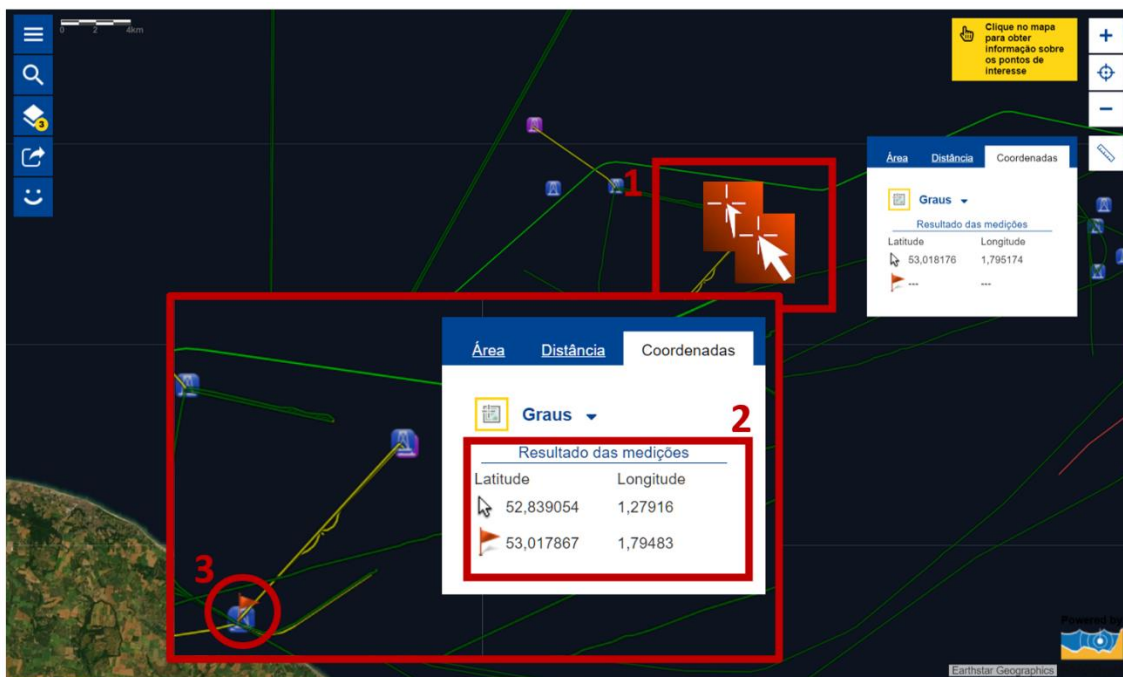 0 2 4km
3
Clique no mapa
para obter
informação sobre
os pontos de
interesse
+
−
1
Área Distância Coordenadas
Graus
Resultado das medições
Latitude Longitude
53,018176 1,795174
--- ---
Área Distância Coordenadas
Graus
2
Resultado das medições
Latitude Longitude
52,839054 1,27916
53,017867 1,79483
3
Powered by
Earthstar Geographics